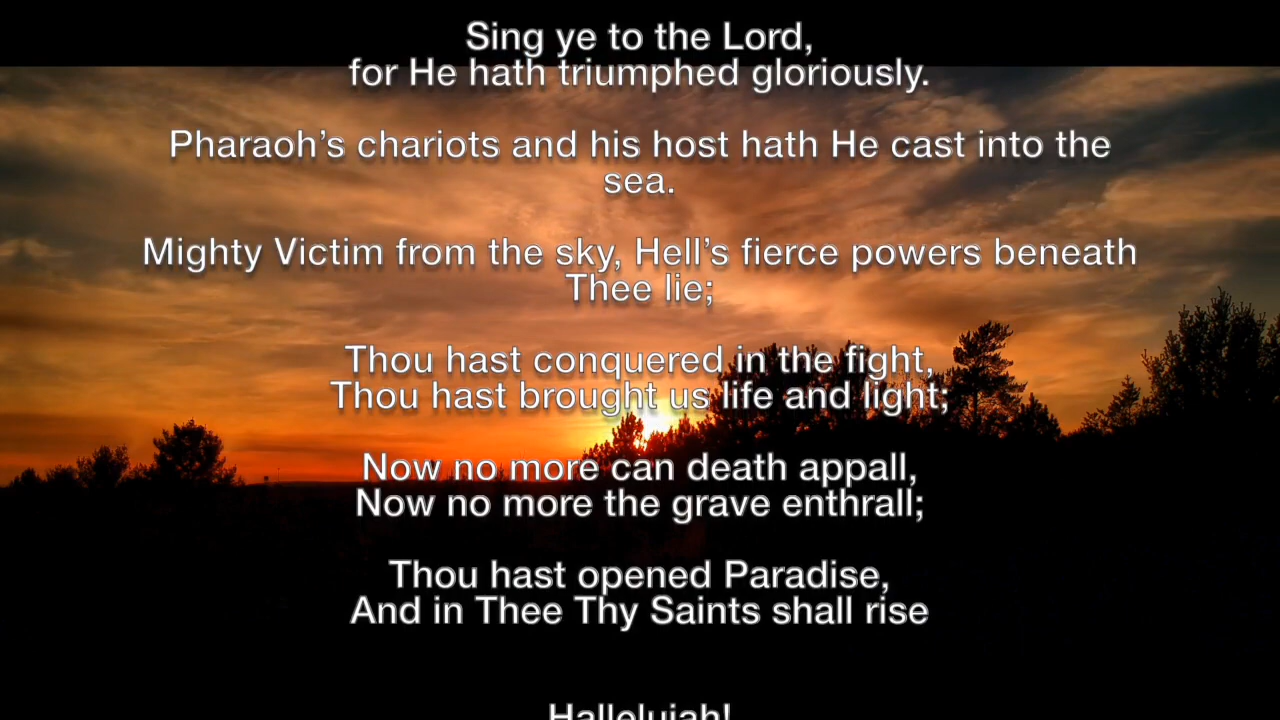 Sing ye to the Lord,
for He hath triumphed gloriously.
Pharaoh’s chariots and his host hath He cast into the
sea.
Mighty Victim from the sky, Hell’s fierce powers beneath
Thee lie;
Thou hast conquered in the fight,
Thou hast brought us life and light;
Now no more can death appall,
Now no more the grave enthrall;
Thou hast opened Paradise,
And in Thee Thy Saints shall rise
Hallelujah!